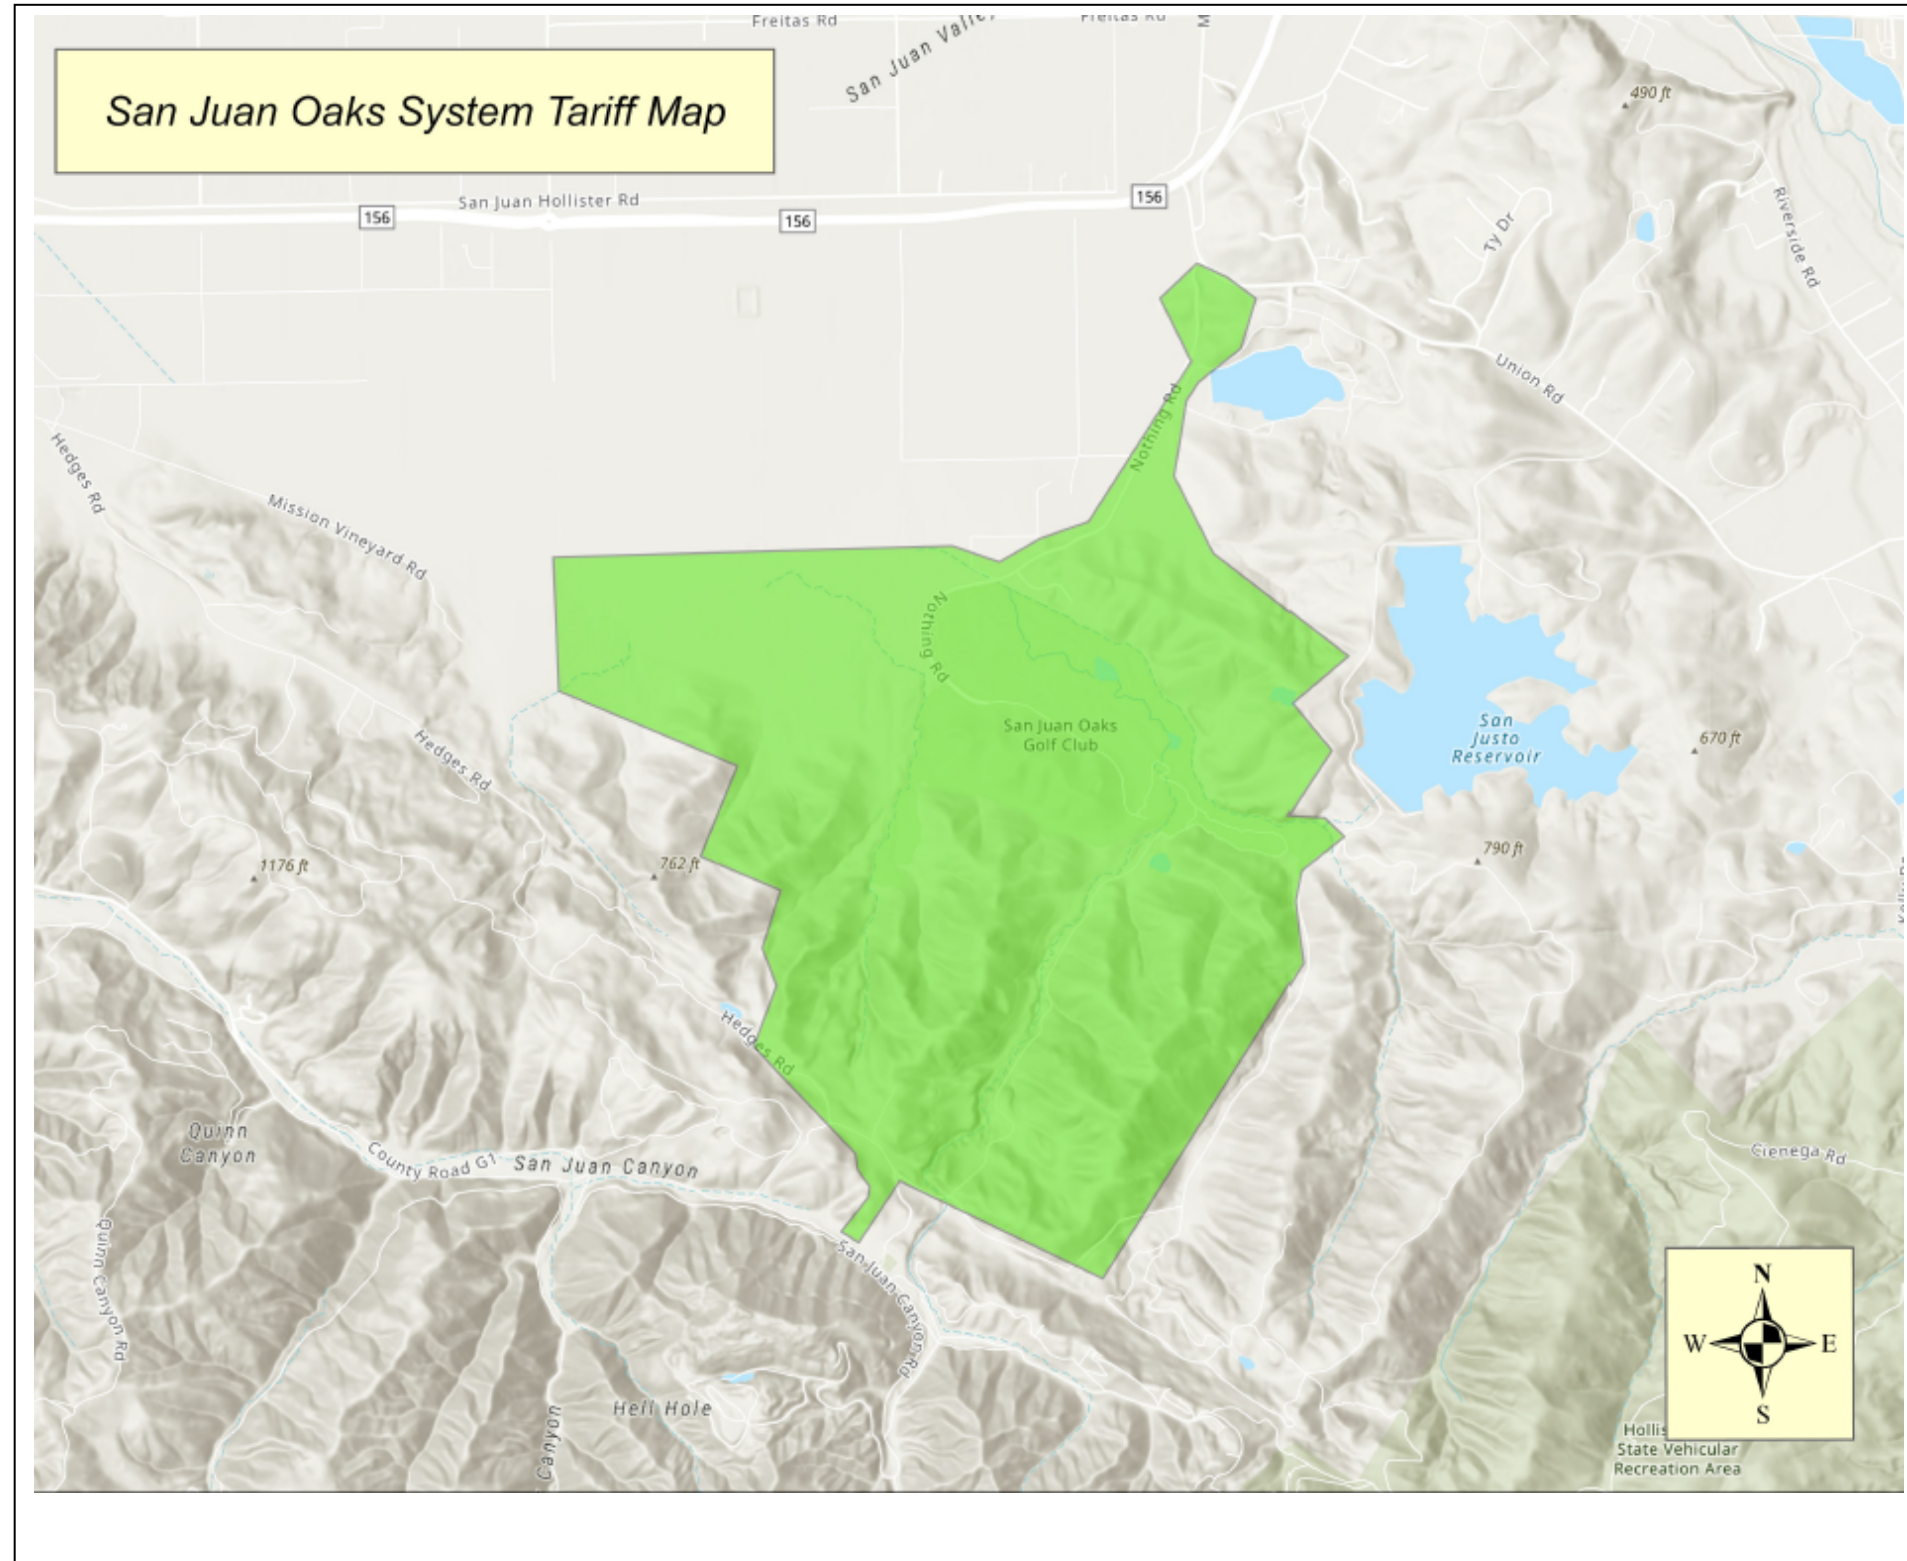 Freitas Rd
San Juan Valley
Freitas Rd
M
San Juan Oaks System Tariff Map
490 ft
San Juan Hollister Rd
156
156
156
Ty Dr
Riverside Rd
Union Rd
Nothing Rd
Hedges Rd
Mission Vineyard Rd
Nothing Rd
San Juan Oaks
Golf Club
San
Justo
Reservoir
670 ft
Hedges Rd
790 ft
1176 ft
762 ft
Hedges Rd
Quinn
Canyon
County Road G1
San Juan Canyon
Cienega Rd
Quinn Canyon Rd
San Juan Canyon Rd
Hell Hole
Canyon
N
W
E
S
Hollis
State Vehicular
Recreation Area